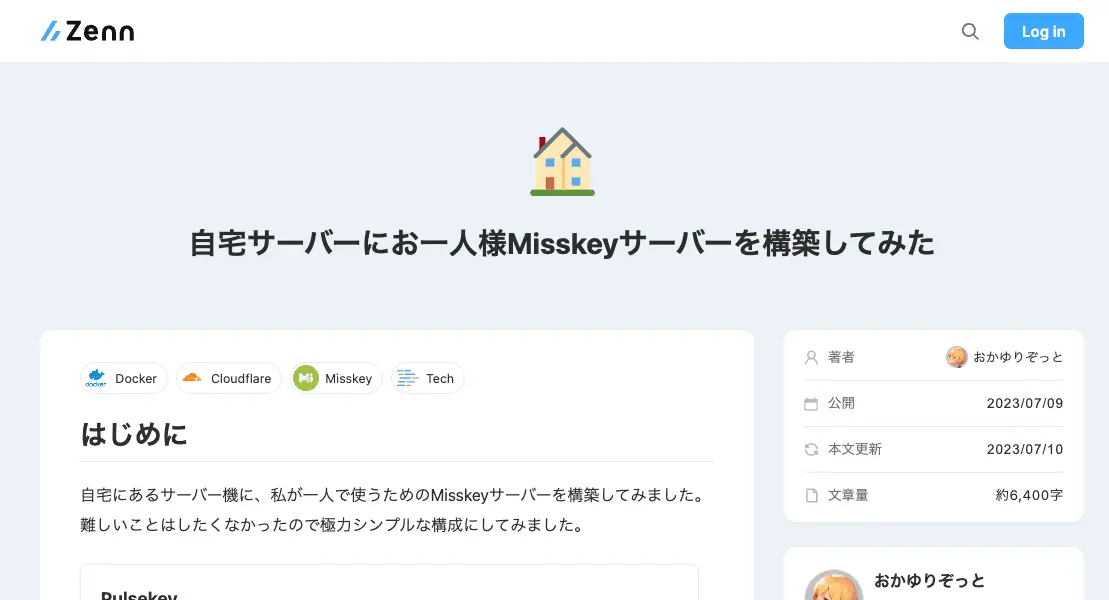 Zenn
Log in
自宅サーバーにお一人様Misskeyサーバーを構築してみた
docker Docker
Cloudflare
Mi Misskey
Tech
はじめに
自宅にあるサーバー機に、私が一人で使うためのMisskeyサーバーを構築してみました。
難しいことはしたくなかったので極力シンプルな構成にしてみました。
Pulsekey
著者 おかゆりぞっと
公開 2023/07/09
本文更新 2023/07/10
文章量 約6,400字
おかゆりぞっと